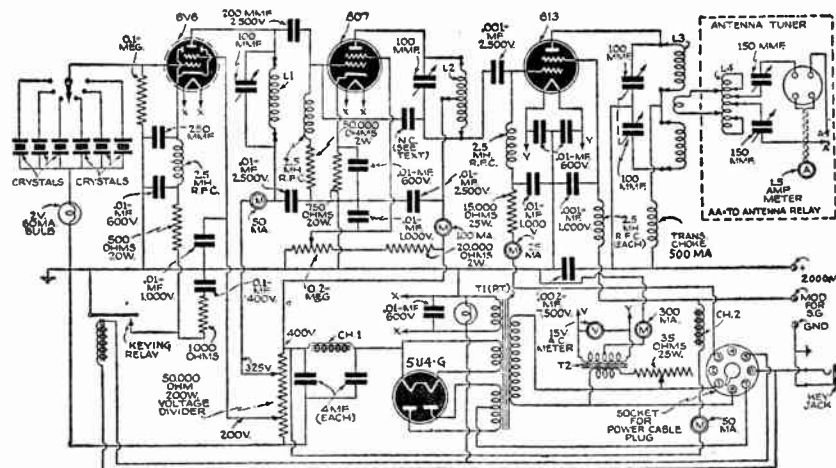 6V6
200 MMF.
2.500V.
807
.001-
MF
2.500V.
813
L3
ANTENNA TUNER
0.1-
MEG.
100
MMF.
100
MMF.
L2
100
MMF.
150
MMF.
L4
L1
X X
X X
Y Y
250
MMF
50,000
OHMS
2W.
N.C.
(SEE TEXT)
2.5
MH.
R.F.C.
.01-MF.
600V.
100
MMF.
150
MMF.
CRYSTALS
CRYSTALS
2.5
MH.
R.F.C.
.01-
MF
2.500V.
2.5
MH.
R.F.C.
.01-MF.
600V.
.01-
MF
2.500V.
A
1.5
AMP
METER
AA=TO ANTENNA RELAY
.01-
MF
600V.
2V
60MA
BULB
M
50
MA.
750
OHMS
20W.
.01-
MF
1,000V.
M
100 MA.
15,000
OHMS
25W.
.01-
MF
1,000
.001-
MF
1,000V.
2.5
M.H.
R.F.C.
(EACH)
TRANS.
CHOKE
500 MA
500
OHMS
20W.
.01-
MF
1,000V.
0.1-
MF
400V.
0.2-
MEG
20,000
OHMS
2W.
M
25
MA.
+
2000V.
1000
OHMS
KEYING
RELAY
400V.
325V.
X
X
.01-MF
600V.
T1 (P.T.)
.002-MF
7,500V.
Y
Y
15V.
A.C.
METER
V
M
300
MA.
MOD
FOR
S.G.
CH.1
5U4-G
T2
35
OHMS
25W.
CH.2
50,000
OHM
200W.
VOLTAGE
DIVIDER
4MF
(EACH)
200V.
SOCKET
FOR
POWER CABLE
PLUG
M
50
MA.
KEY
JACK